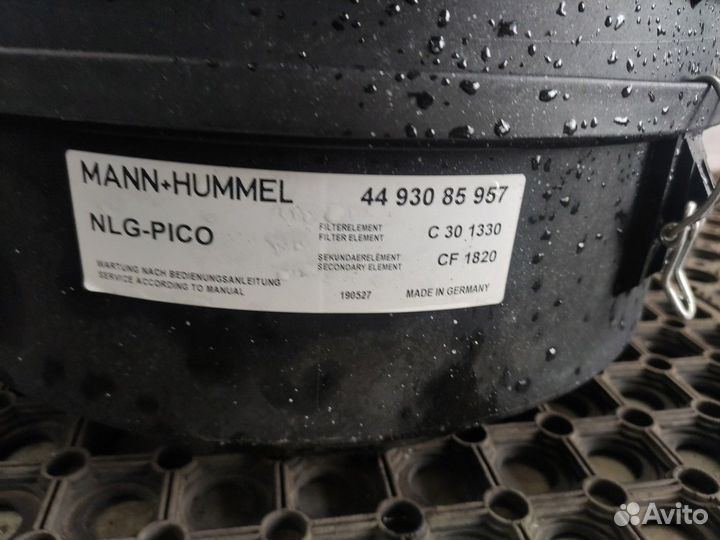 MANN+HUMMEL 44 930 85 957
NLG-PICO
FILTERELEMENT
FILTER ELEMENT C 30 1330
SEKUNDAERELEMENT
SECONDARY ELEMENT CF 1820
WARTUNG NACH BEDIENUNGSANLEITUNG
SERVICE ACCORDING TO MANUAL
190527 MADE IN GERMANY
Avito